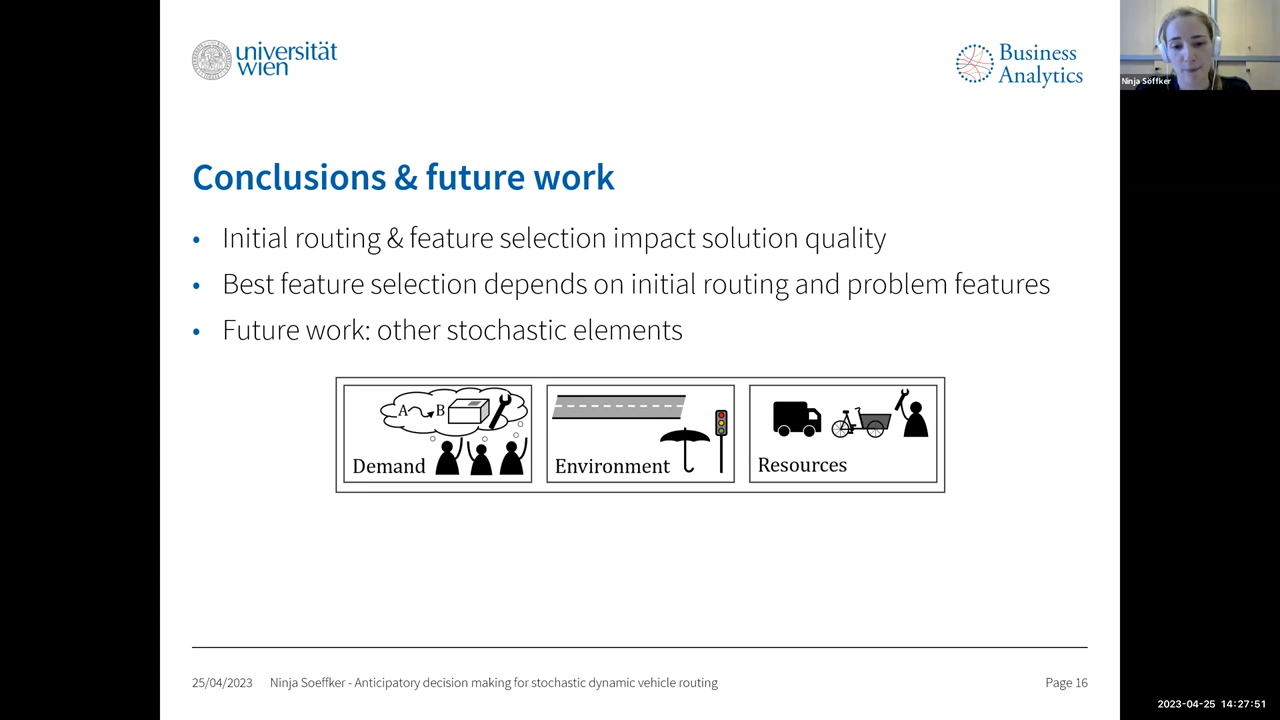 universität
wien
Business
Analytics
Ninja Söffker
Conclusions & future work
• Initial routing & feature selection impact solution quality
• Best feature selection depends on initial routing and problem features
• Future work: other stochastic elements
A B
Demand
Environment
Resources
25/04/2023 Ninja Soeffker - Anticipatory decision making for stochastic dynamic vehicle routing Page 16
2023-04-25 14:27:51